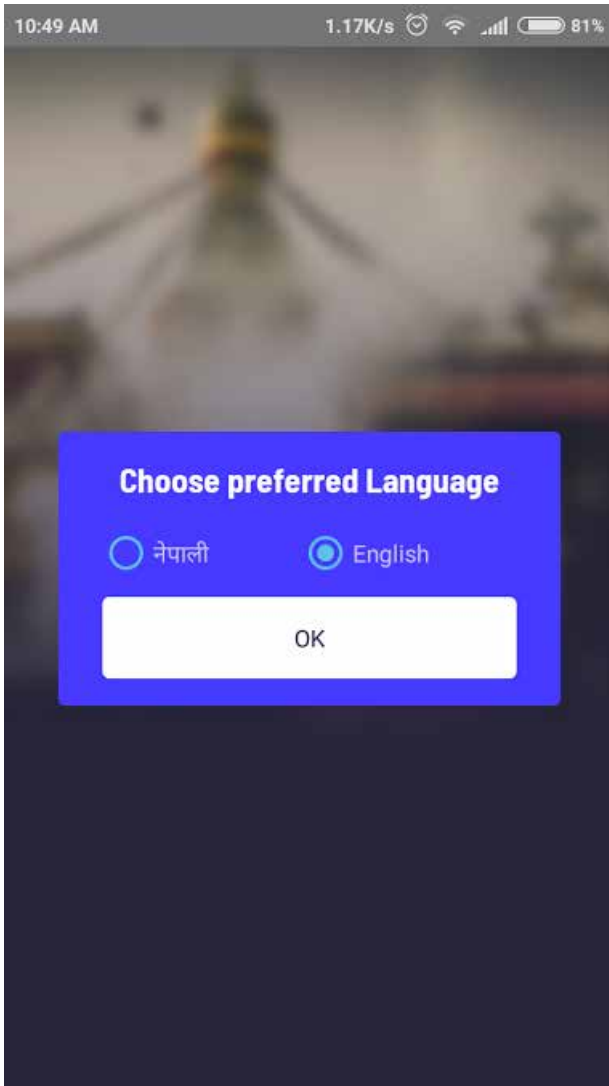 10:49 AM 1.17K/s 81%
Choose preferred Language
नेपाली English
OK